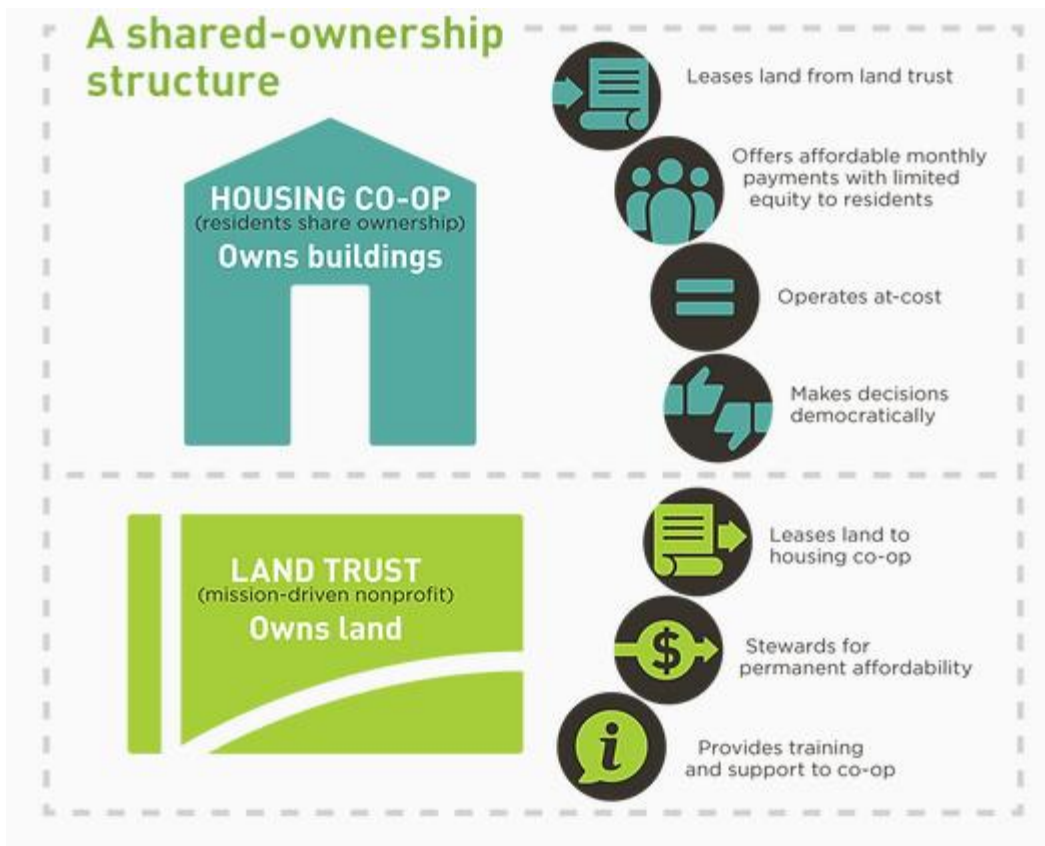 A shared-ownership
structure
HOUSING CO-OP
(residents share ownership)
Owns buildings
Leases land from land trust
Offers affordable monthly
payments with limited
equity to residents
Operates at-cost
Makes decisions
democratically
LAND TRUST
(mission-driven nonprofit)
Owns land
Leases land to
housing co-op
$
Stewards for
permanent affordability
i
Provides training
and support to co-op